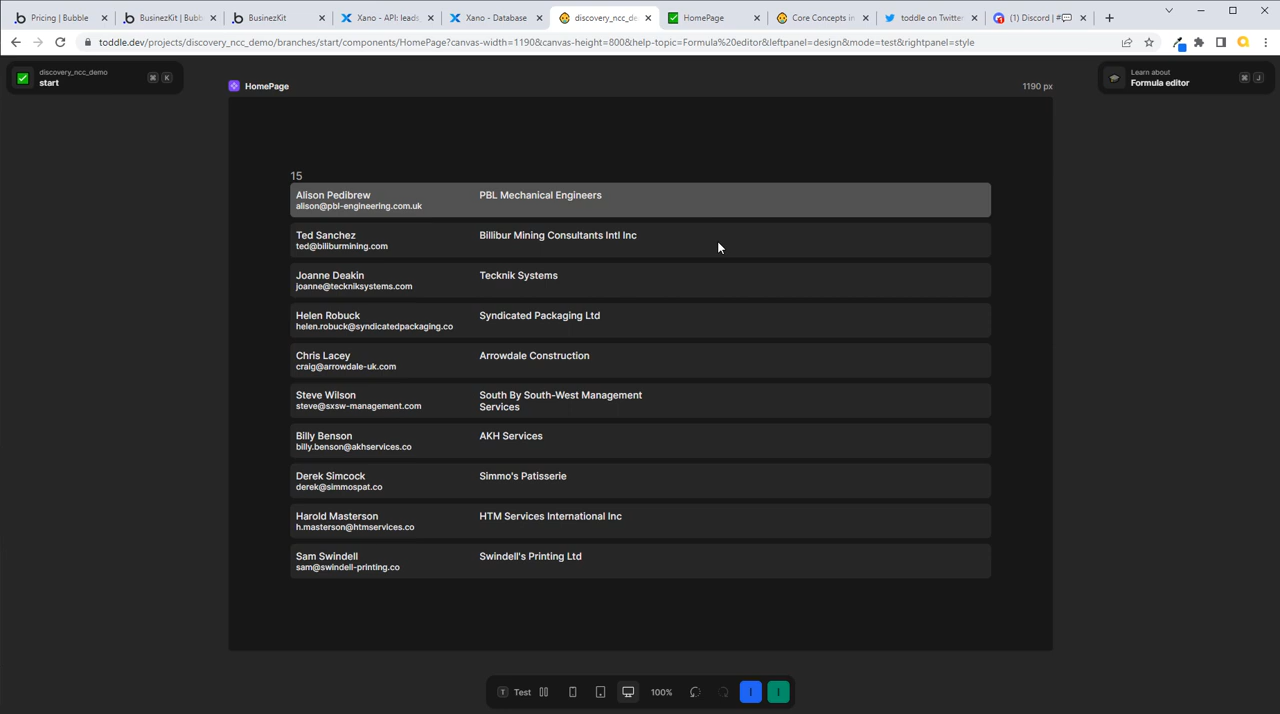 Pricing | Bubble
BusinezKit | Bubb
BusinezKit
Xano - API: leads
Xano - Database
discovery_ncc_de
HomePage
Core Concepts in
toddle on Twitter
(1) Discord | #
toddle.dev/projects/discovery_ncc_demo/branches/start/components/HomePage?canvas-width=1190&canvas-height=800&help-topic=Formula%20editor&leftpanel=design&mode=test&rightpanel=style
discovery_ncc_demo
start
⌘ K
HomePage
1190 px
Learn about
Formula editor
⌘ J
15
Alison Pedibrew
alison@pbl-engineering.com.uk
PBL Mechanical Engineers
Ted Sanchez
ted@biliburmining.com
Billibur Mining Consultants Intl Inc
Joanne Deakin
joanne@teckniksystems.com
Tecknik Systems
Helen Robuck
helen.robuck@syndicatedpackaging.co
Syndicated Packaging Ltd
Chris Lacey
craig@arrowdale-uk.com
Arrowdale Construction
Steve Wilson
steve@sxsw-management.com
South By South-West Management
Services
Billy Benson
billy.benson@akhservices.co
AKH Services
Derek Simcock
derek@simmospat.co
Simmo's Patisserie
Harold Masterson
h.masterson@htmservices.co
HTM Services International Inc
Sam Swindell
sam@swindell-printing.co
Swindell's Printing Ltd
T Test
100%
I
I